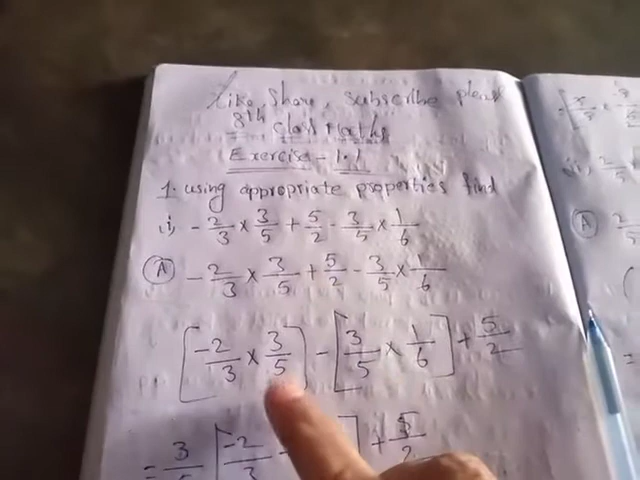 Like, Share, Subscribe please
8th class Maths
Exercise - 1.1
1. using appropriate properties find
(i) -2/3 × 3/5 + 5/2 - 3/5 × 1/6
(A) -2/3 × 3/5 + 5/2 - 3/5 × 1/6
[-2/3 × 3/5] - [3/5 × 1/6] + 5/2
= 3/5 [-2/3 - ] + 5/2